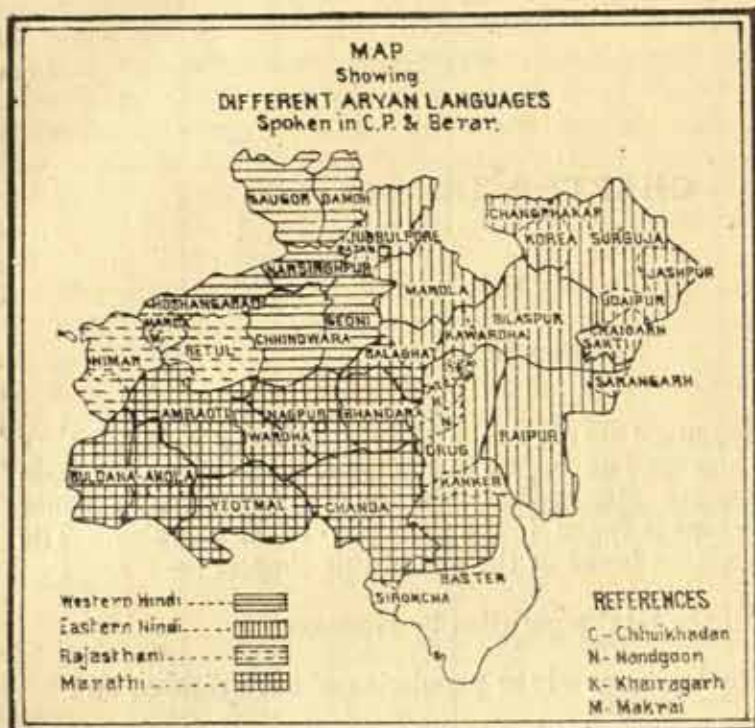 MAP
Showing
DIFFERENT ARYAN LANGUAGES
Spoken in C.P. & Berar.
SAUGOR
DAMOH
JUBBULPORE
CHANGBHAKAR
KOREA
SURGUJA
JASHPUR
NARSINGHPUR
MANDLA
UDAIPUR
HOSHANGABAD
SEONI
BILASPUR
RAIGARH
HARDA
M
CHHINDWARA
KAWARDHA
SAKTI
NIMAR
BETUL
BALAGHAT
SARANGARH
AMRAOTI
NAGPUR
BHANDARA
WARDHA
RAIPUR
DRUG
BULDANA
AKOLA
KANKER
YEOTMAL
CHANDA
BASTER
SIRONCHA
Western Hindi
Eastern Hindi
Rajasthani
Marathi
REFERENCES
C - Chhuikhadan
N - Nandgaon
K - Khairagarh
M - Makrai